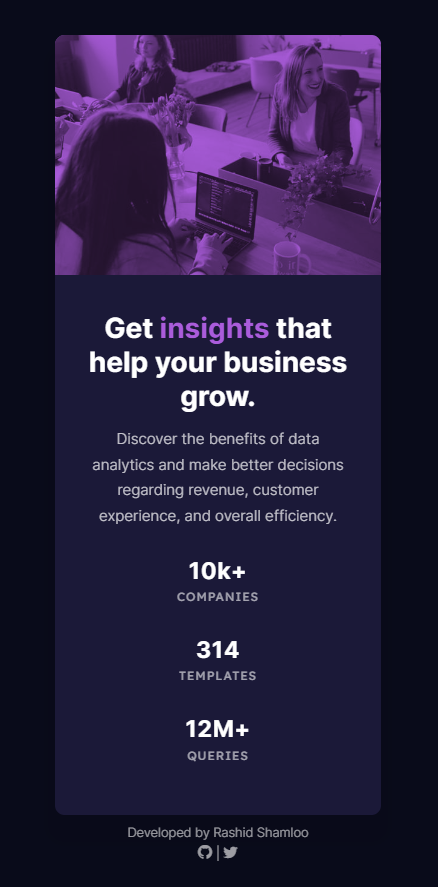 Get insights that
help your business
grow.
Discover the benefits of data
analytics and make better decisions
regarding revenue, customer
experience, and overall efficiency.
10k+
COMPANIES
314
TEMPLATES
12M+
QUERIES
Developed by Rashid Shamloo
|